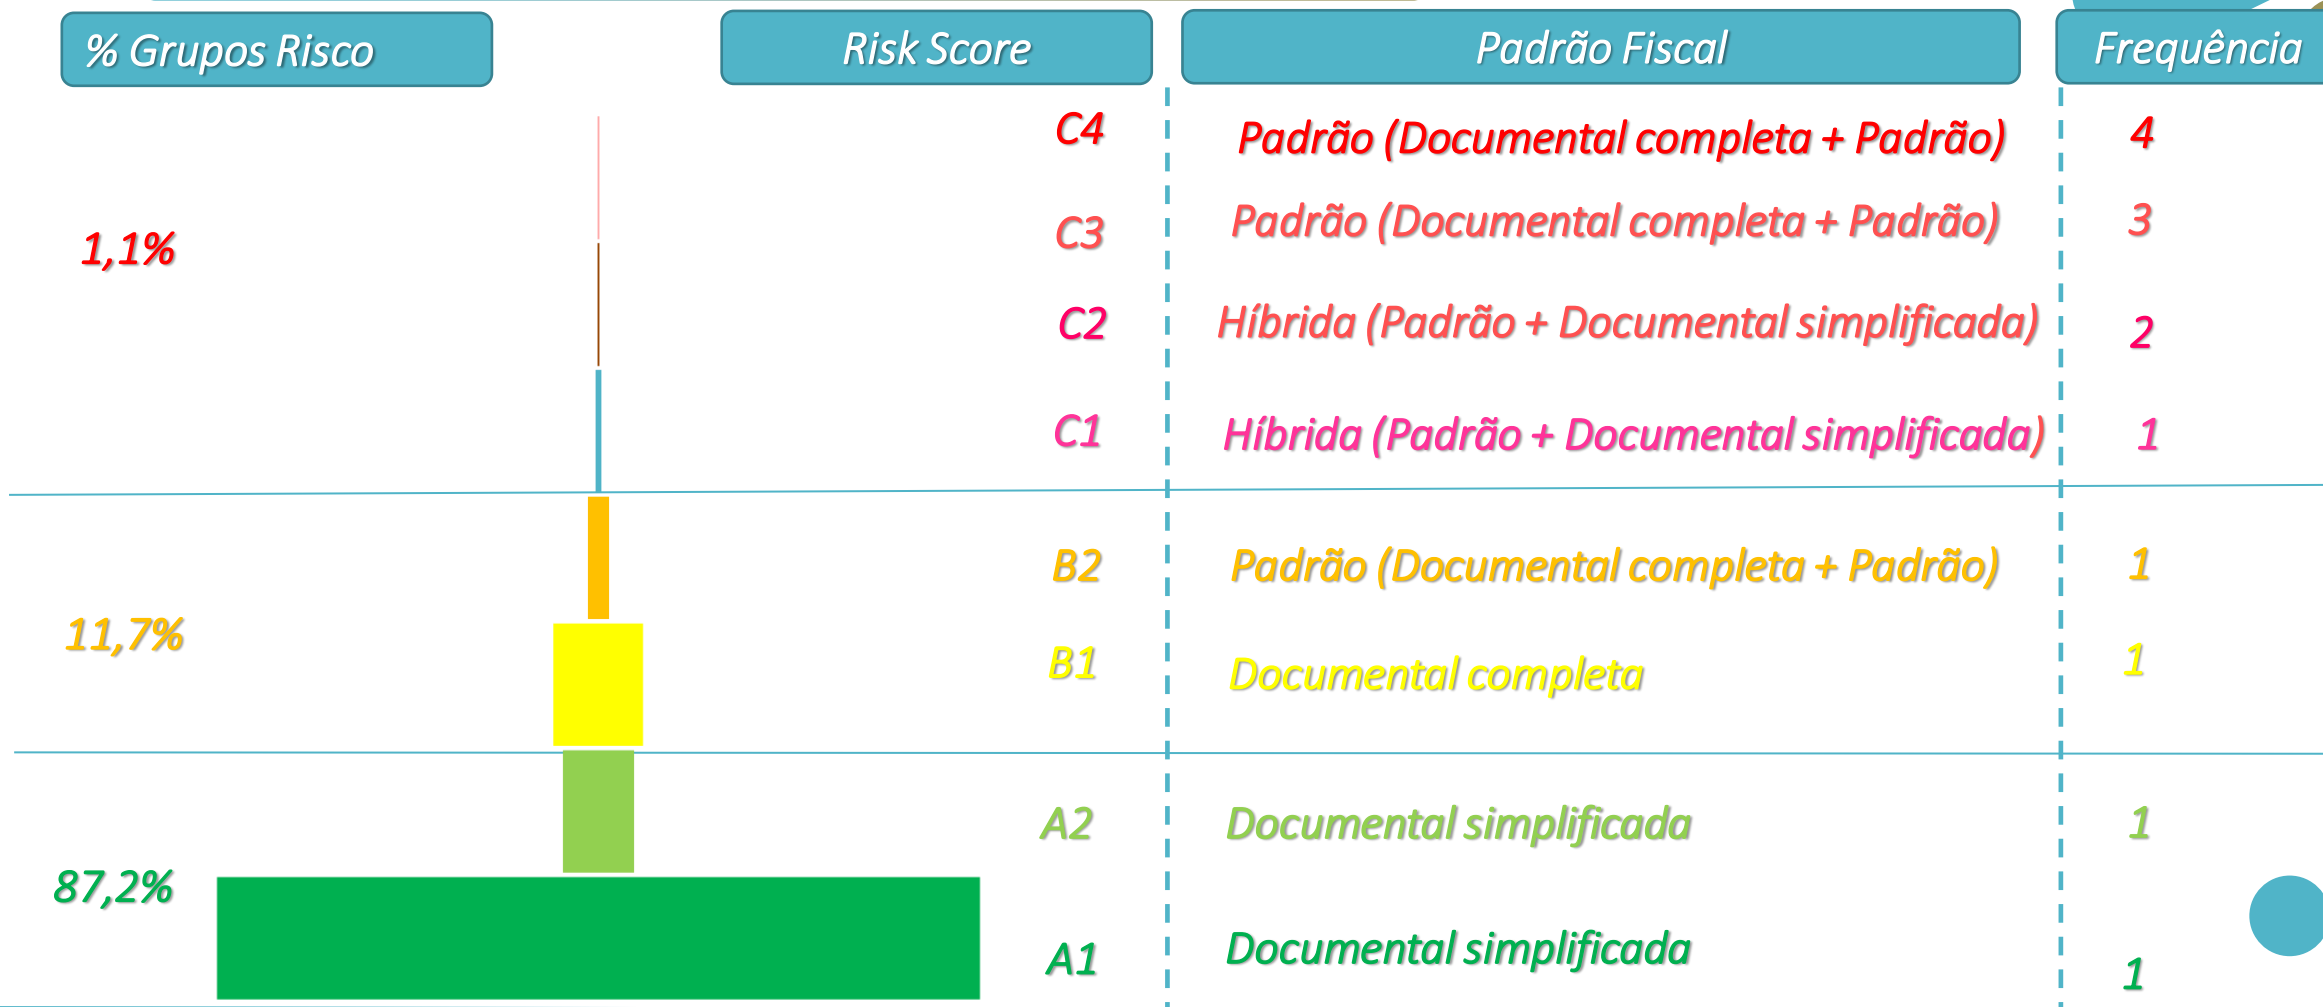 % Grupos Risco
Risk Score
Padrão Fiscal
Frequência
C4
Padrão (Documental completa + Padrão)
4
1,1%
C3
Padrão (Documental completa + Padrão)
3
C2
Híbrida (Padrão + Documental simplificada)
2
C1
Híbrida (Padrão + Documental simplificada)
1
11,7%
B2
Padrão (Documental completa + Padrão)
1
B1
Documental completa
1
87,2%
A2
Documental simplificada
1
A1
Documental simplificada
1